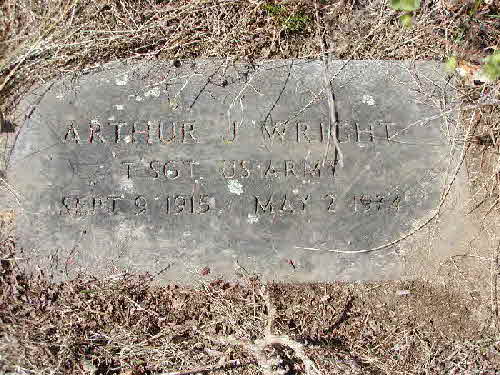 ARTHUR J WRIGHT
T SGT US ARMY
SEPT 9 1915 MAY 2 1974